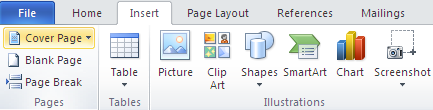 File Home Insert Page Layout References Mailings
Cover Page
Blank Page
Page Break
Pages
Table
Tables
Picture Clip Art Shapes SmartArt Chart Screenshot
Illustrations